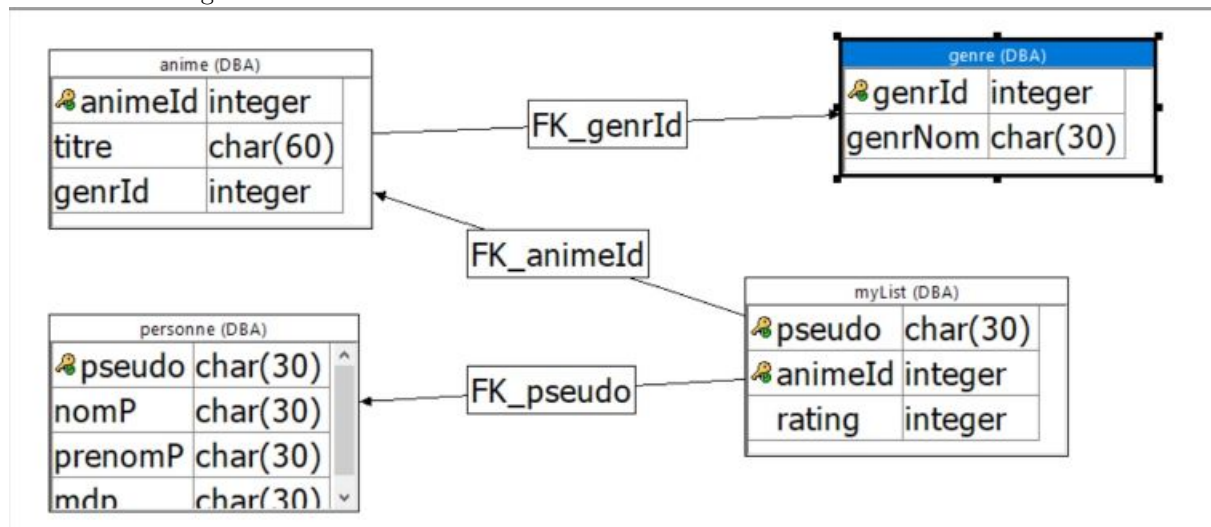 anime (DBA)
animeId integer
titre char(60)
genrId integer
FK_genrId
genre (DBA)
genrId integer
genrNom char(30)
FK_animeId
personne (DBA)
pseudo char(30)
nomP char(30)
prenomP char(30)
mdp char(30)
FK_pseudo
myList (DBA)
pseudo char(30)
animeId integer
rating integer